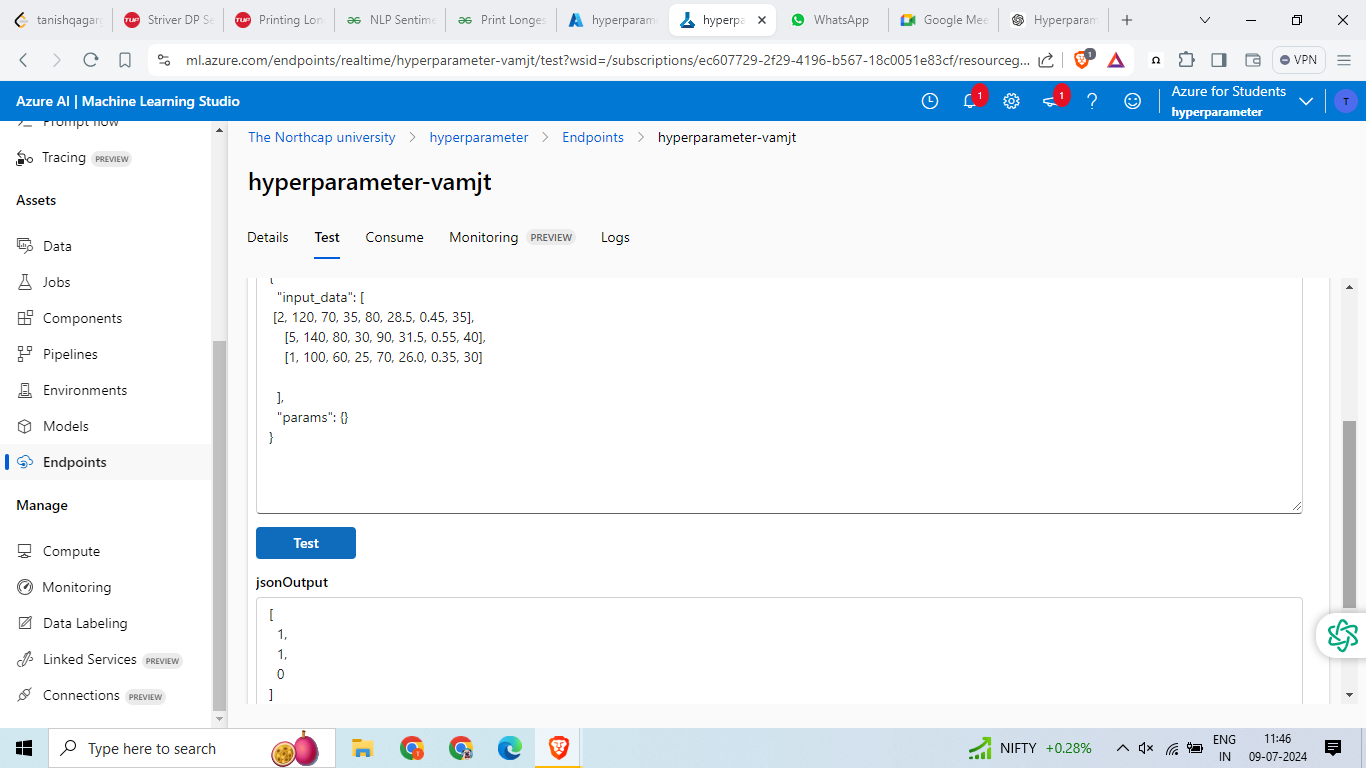 tanishqagarg
Striver DP Se
Printing Lon
NLP Sentime
Print Longes
hyperparame
hyperpa
WhatsApp
Google Mee
Hyperparam
ml.azure.com/endpoints/realtime/hyperparameter-vamjt/test?wsid=/subscriptions/ec607729-2f29-4196-b567-18c0051e83cf/resourceg...
1
VPN
Azure AI | Machine Learning Studio
1
1
Azure for Students
hyperparameter
T
Prompt flow
Tracing PREVIEW
Assets
Data
Jobs
Components
Pipelines
Environments
Models
Endpoints
Manage
Compute
Monitoring
Data Labeling
Linked Services PREVIEW
Connections PREVIEW
The Northcap university > hyperparameter > Endpoints > hyperparameter-vamjt
hyperparameter-vamjt
Details Test Consume Monitoring PREVIEW Logs
{
"input_data": [
[2, 120, 70, 35, 80, 28.5, 0.45, 35],
[5, 140, 80, 30, 90, 31.5, 0.55, 40],
[1, 100, 60, 25, 70, 26.0, 0.35, 30]
],
"params": {}
}
Test
jsonOutput
[
1,
1,
0
]
Type here to search
NIFTY +0.28%
ENG
IN
11:46
09-07-2024